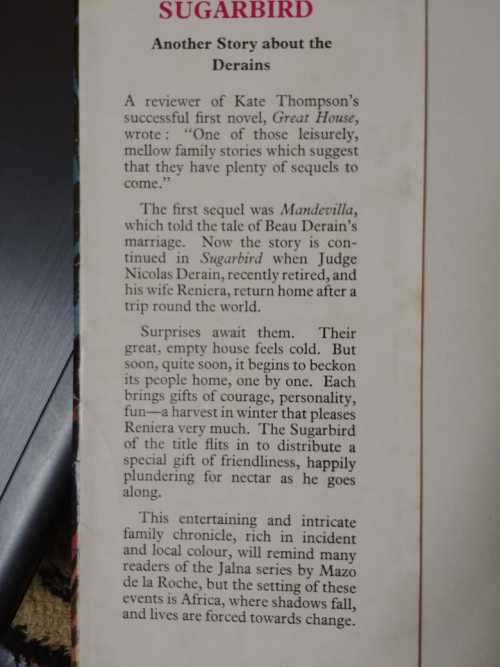 SUGARBIRD
Another Story about the
Derains
A reviewer of Kate Thompson's
successful first novel, Great House,
wrote : "One of those leisurely,
mellow family stories which suggest
that they have plenty of sequels to
come."
The first sequel was Mandevilla,
which told the tale of Beau Derain's
marriage. Now the story is con-
tinued in Sugarbird when Judge
Nicolas Derain, recently retired, and
his wife Reniera, return home after a
trip round the world.
Surprises await them. Their
great, empty house feels cold. But
soon, quite soon, it begins to beckon
its people home, one by one. Each
brings gifts of courage, personality,
fun—a harvest in winter that pleases
Reniera very much. The Sugarbird
of the title flits in to distribute a
special gift of friendliness, happily
plundering for nectar as he goes
along.
This entertaining and intricate
family chronicle, rich in incident
and local colour, will remind many
readers of the Jalna series by Mazo
de la Roche, but the setting of these
events is Africa, where shadows fall,
and lives are forced towards change.